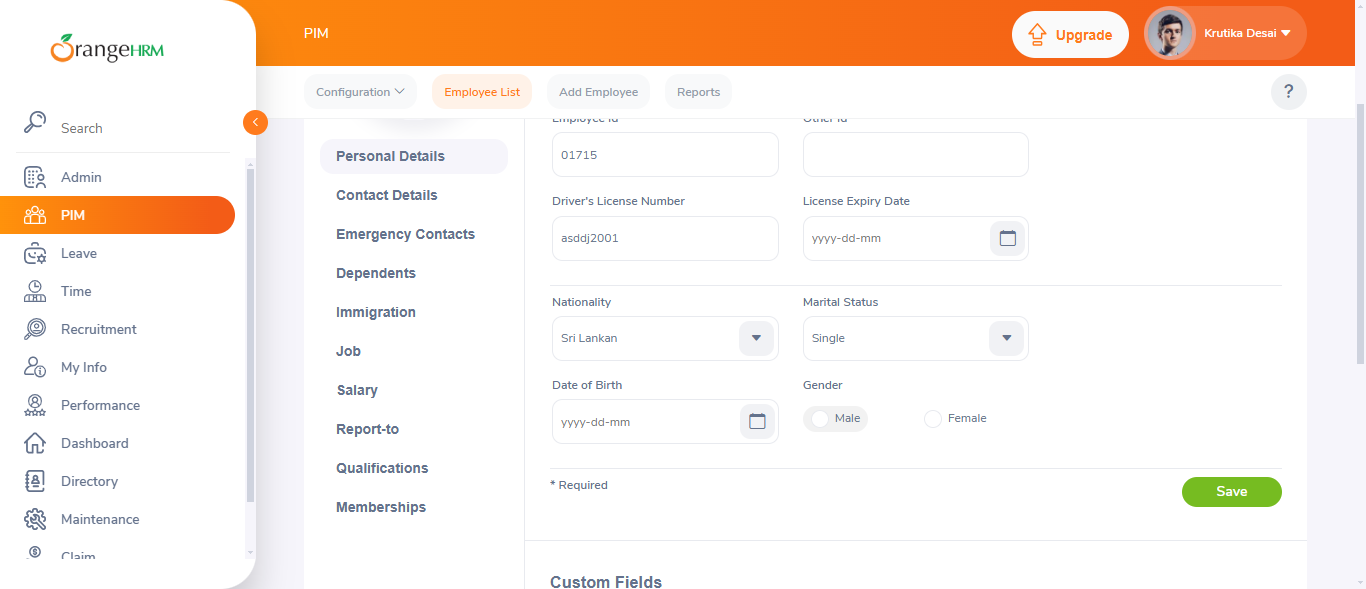 OrangeHRM
PIM
Upgrade
Krutika Desai
Configuration
Employee List
Add Employee
Reports
?
Search
Admin
PIM
Leave
Time
Recruitment
My Info
Performance
Dashboard
Directory
Maintenance
Claim
Personal Details
Contact Details
Emergency Contacts
Dependents
Immigration
Job
Salary
Report-to
Qualifications
Memberships
Employee Id
Other Id
01715
Driver's License Number
License Expiry Date
asddj2001
yyyy-dd-mm
Nationality
Marital Status
Sri Lankan
Single
Date of Birth
Gender
yyyy-dd-mm
Male
Female
* Required
Save
Custom Fields